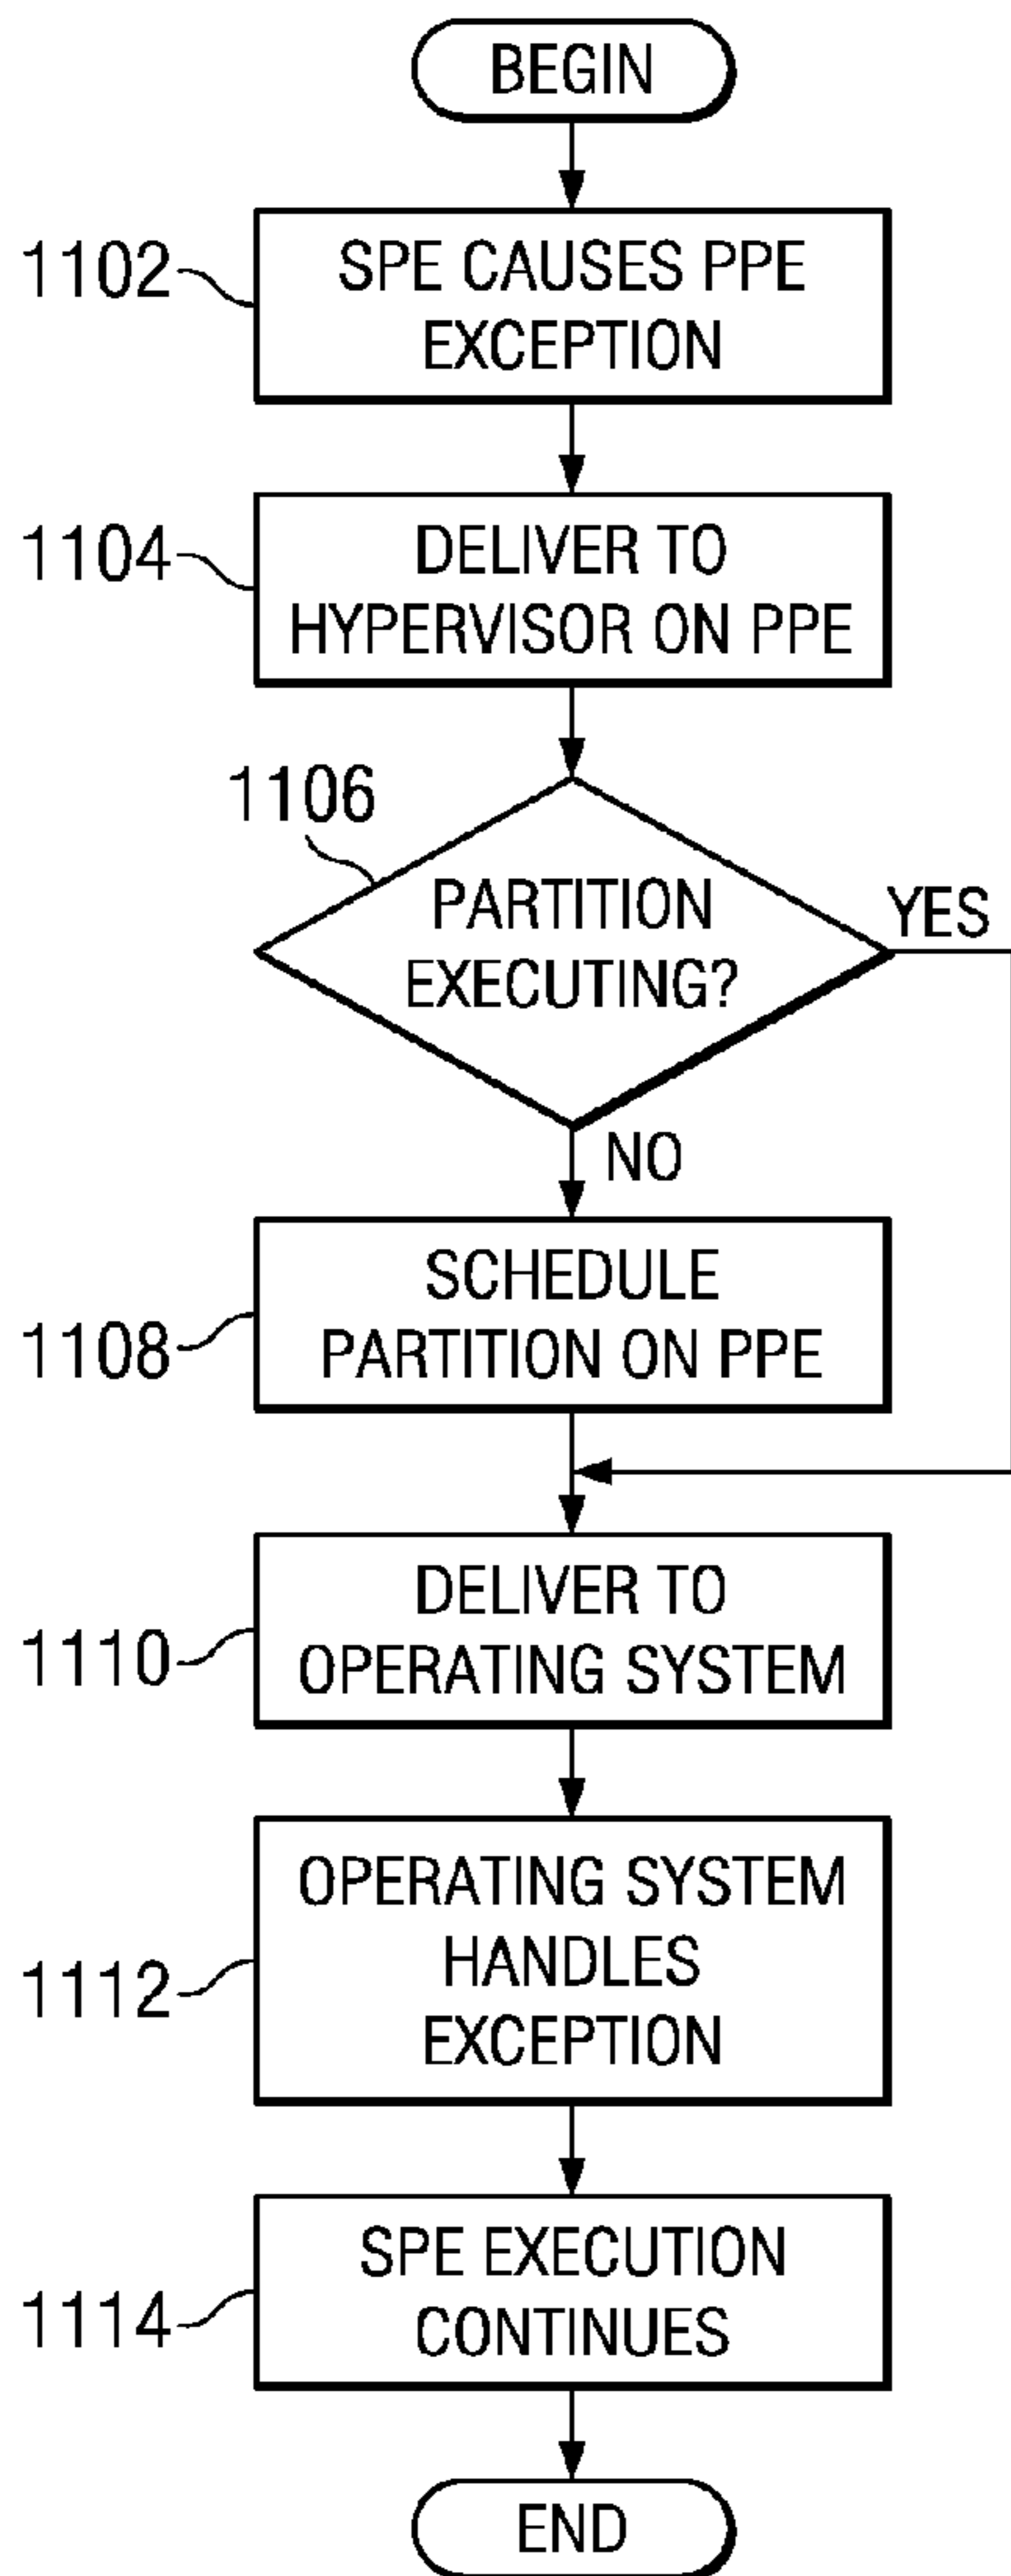 BEGIN
1102
SPE CAUSES PPE
EXCEPTION
1104
DELIVER TO
HYPERVISOR ON PPE
1106
PARTITION
EXECUTING?
YES
NO
1108
SCHEDULE
PARTITION ON PPE
1110
DELIVER TO
OPERATING SYSTEM
1112
OPERATING SYSTEM
HANDLES
EXCEPTION
1114
SPE EXECUTION
CONTINUES
END